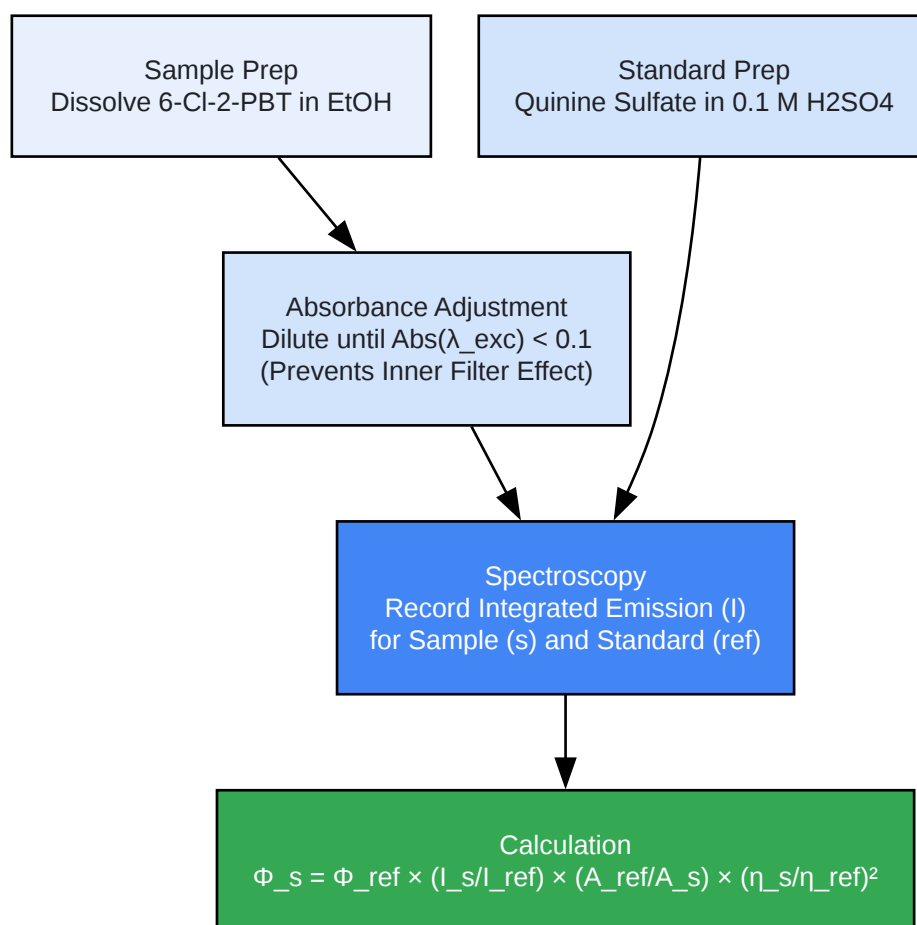 Sample Prep
Dissolve 6-Cl-2-PBT in EtOH
Standard Prep
Quinine Sulfate in 0.1 M H2SO4
Absorbance Adjustment
Dilute until Abs(λ_exc) < 0.1
(Prevents Inner Filter Effect)
Spectroscopy
Record Integrated Emission (I)
for Sample (s) and Standard (ref)
Calculation
Φ_s = Φ_ref × (I_s/I_ref) × (A_ref/A_s) × (η_s/η_ref)²